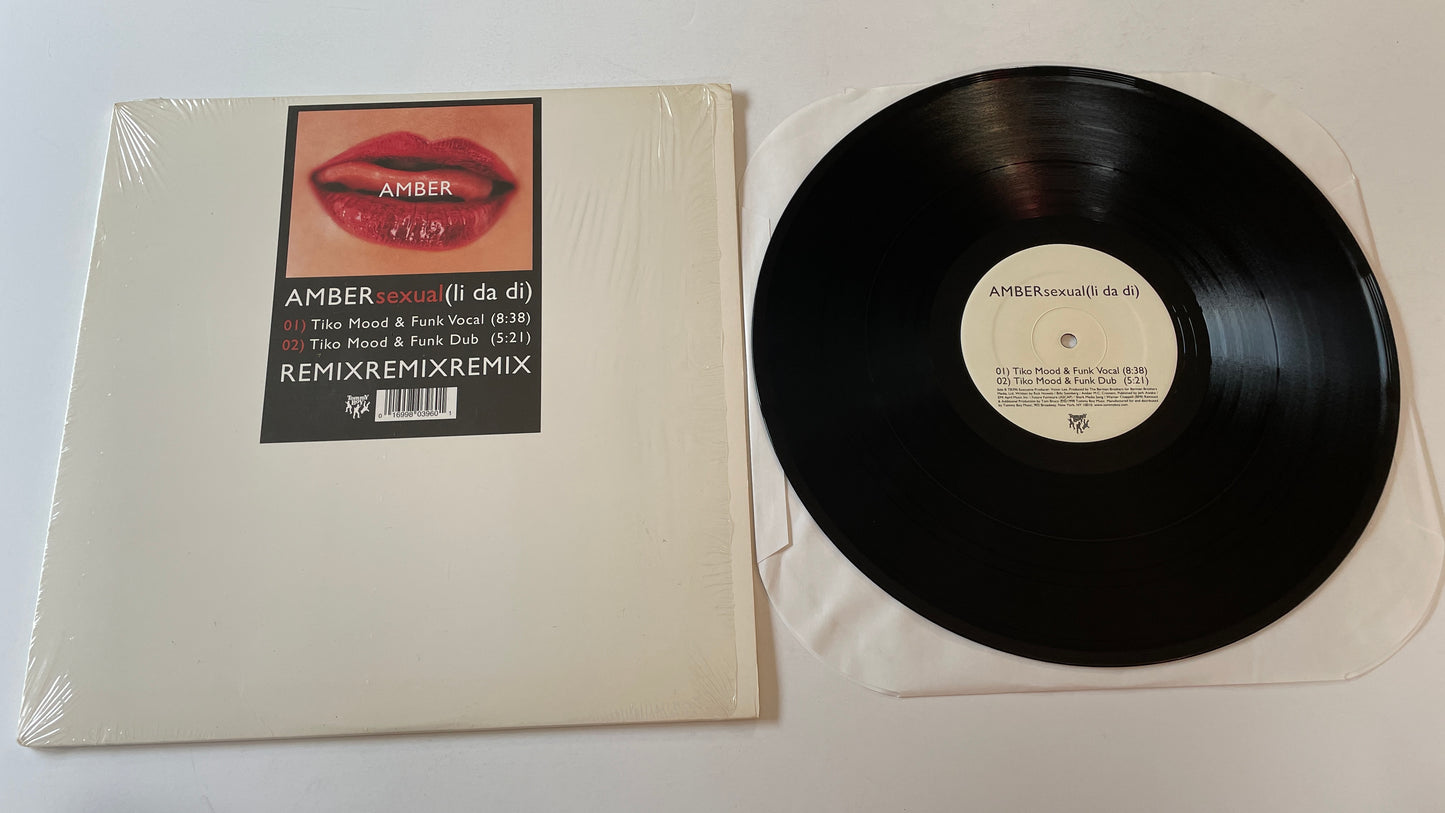 AMBER
AMBERsexual(li da di)
01) Tiko Mood & Funk Vocal (8:38)
02) Tiko Mood & Funk Dub (5:21)
REMIXREMIXREMIX
Tommy
BOY
0 16998 03960 1
AMBERsexual(li da di)
01) Tiko Mood & Funk Vocal (8:38)
02) Tiko Mood & Funk Dub (5:21)